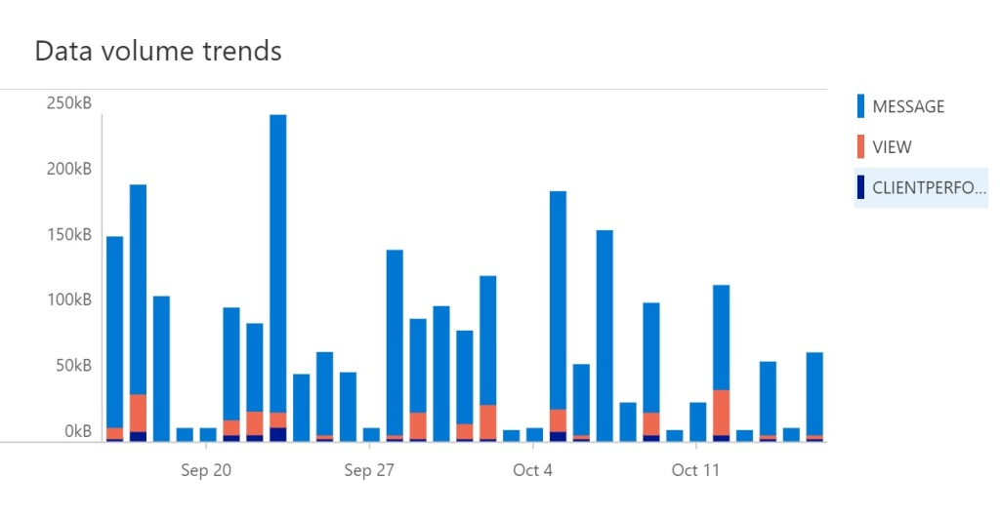 Data volume trends
250kB
200kB
150kB
100kB
50kB
0kB
Sep 20
Sep 27
Oct 4
Oct 11
MESSAGE
VIEW
CLIENTPERFO...